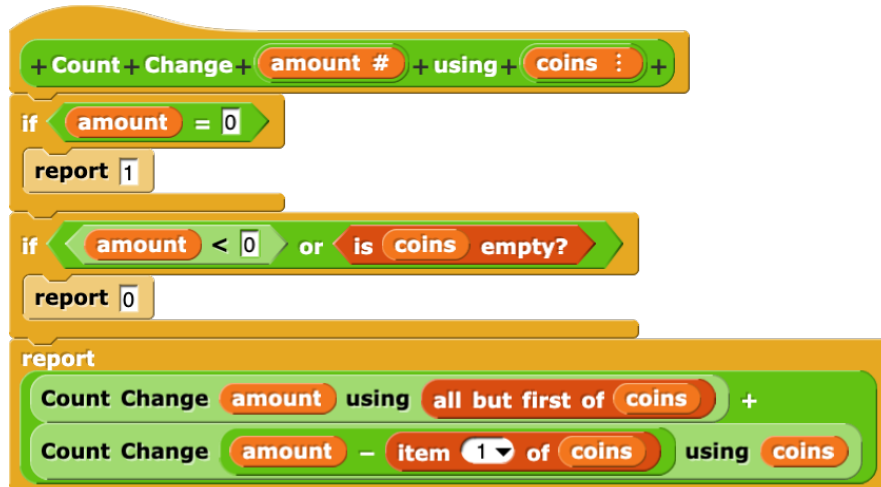 + Count + Change + amount # + using + coins ⋮ +
if amount = 0
report 1
if amount < 0 or is coins empty?
report 0
report
Count Change amount using all but first of coins +
Count Change amount - item 1 of coins using coins